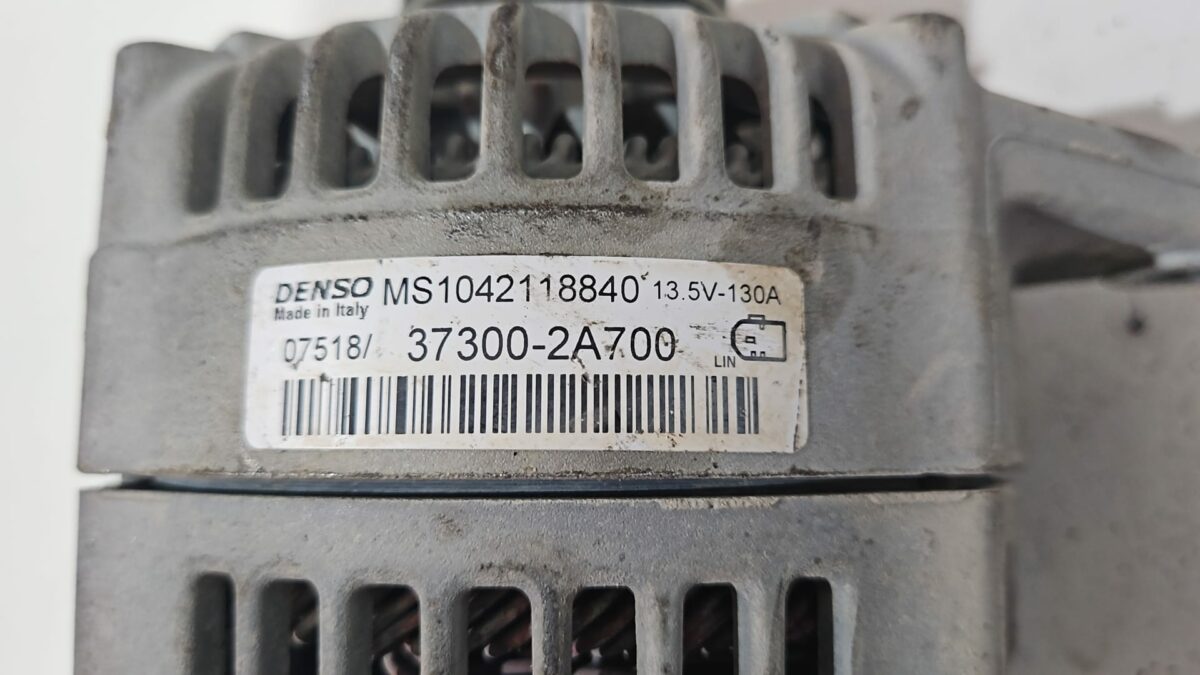 DENSO MS1042118840 13.5V-130A
Made in Italy
07518/ 37300-2A700
LIN